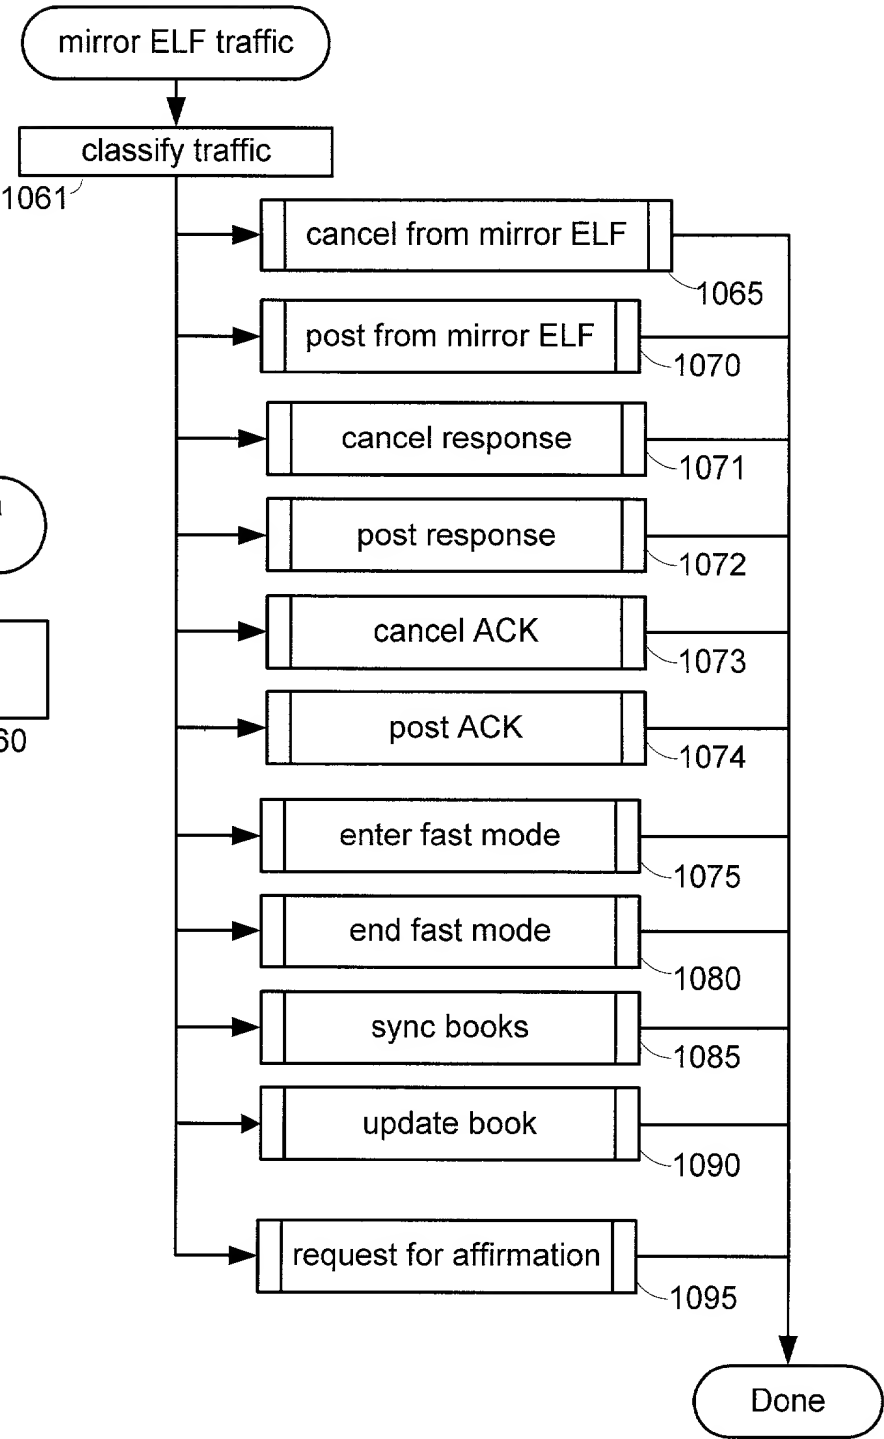 mirror ELF traffic
classify traffic
1061
cancel from mirror ELF
1065
post from mirror ELF
1070
cancel response
1071
post response
1072
cancel ACK
1073
post ACK
60
1074
enter fast mode
1075
end fast mode
1080
sync books
1085
update book
1090
request for affirmation
1095
Done